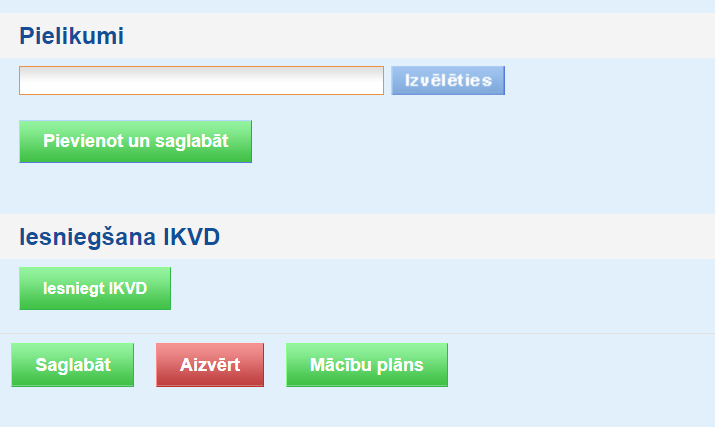 Pielikumi
Izvēlēties
Pievienot un saglabāt
Iesniegšana IKVD
Iesniegt IKVD
Saglabāt Aizvērt Mācību plāns